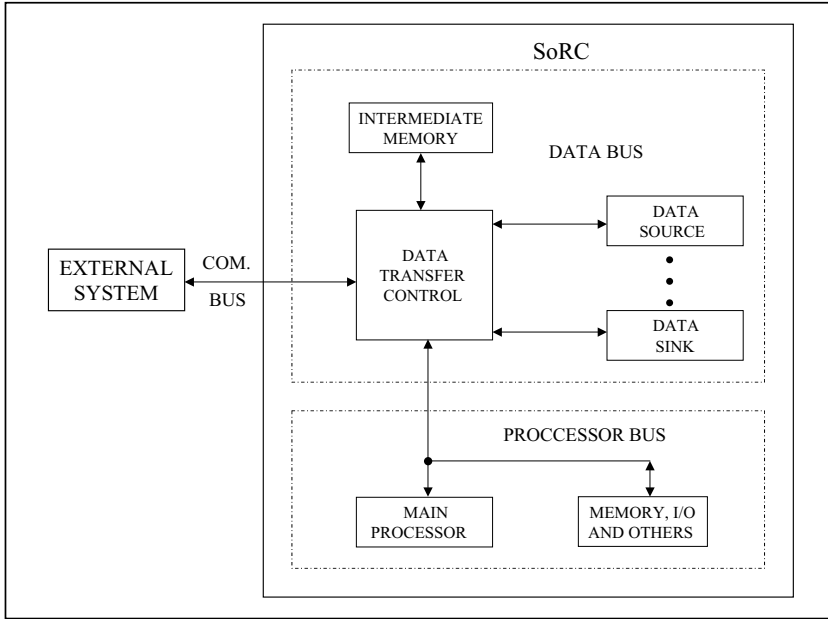 SoRC
INTERMEDIATE
MEMORY
DATA BUS
DATA
SOURCE
DATA
TRANSFER
CONTROL
EXTERNAL
SYSTEM
COM.
BUS
DATA
SINK
PROCCESSOR BUS
MAIN
PROCESSOR
MEMORY, I/O
AND OTHERS